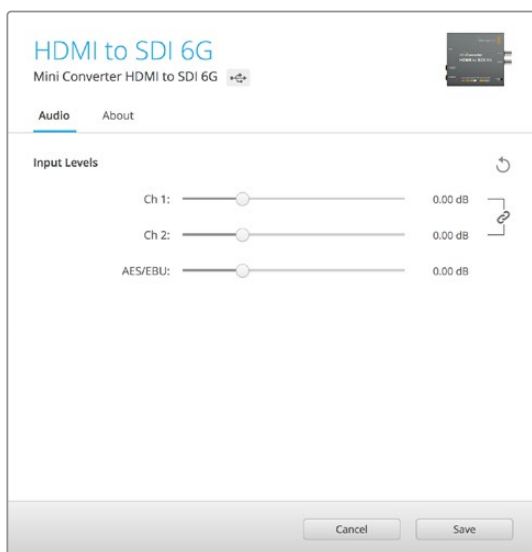 HDMI to SDI 6G
Mini Converter HDMI to SDI 6G
Audio About
Input Levels
Ch 1: 0.00 dB
Ch 2: 0.00 dB
AES/EBU: 0.00 dB
Cancel Save